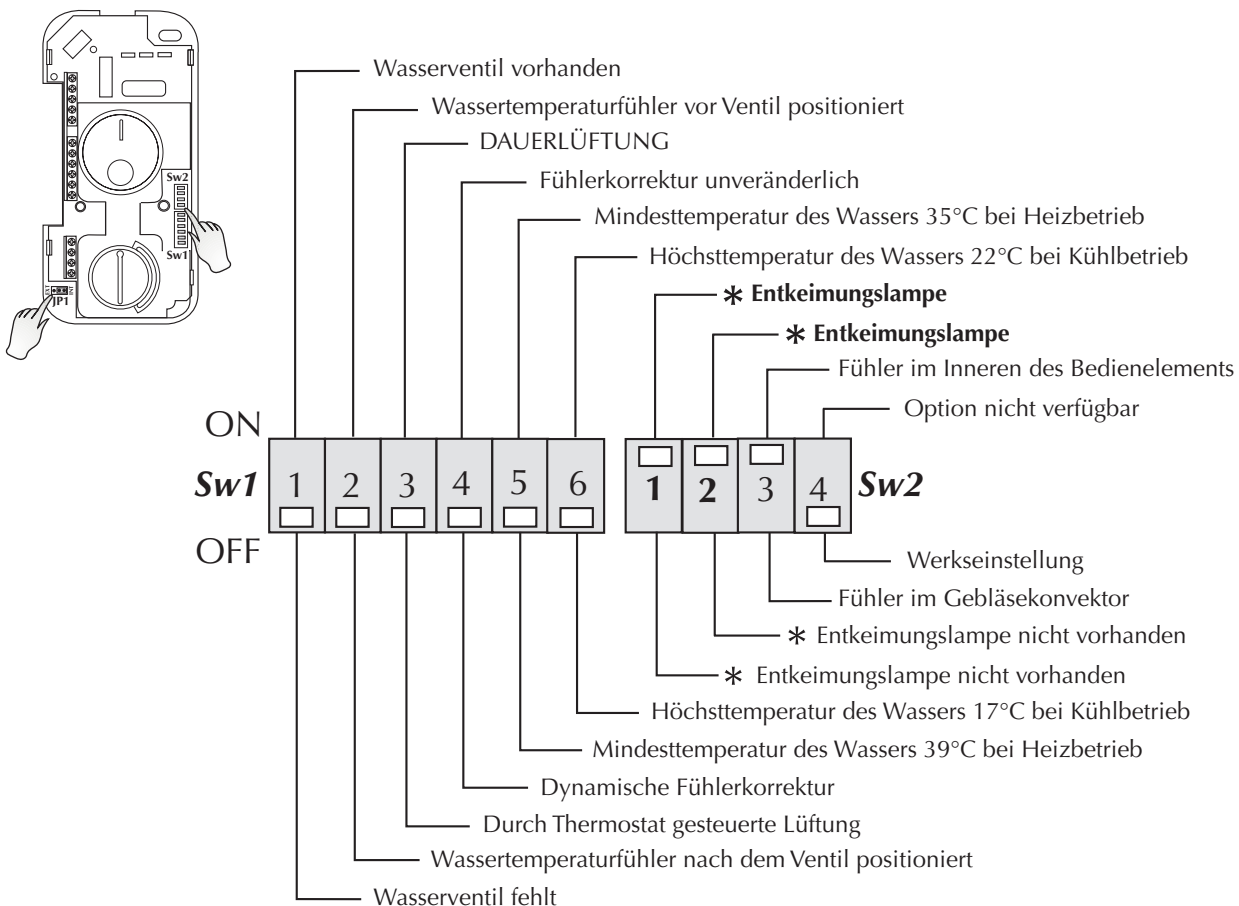 Wasserventil vorhanden
Wassertemperaturfühler vor Ventil positioniert
DAUERLÜFTUNG
Fühlerkorrektur unveränderlich
Mindesttemperatur des Wassers 35°C bei Heizbetrieb
Höchsttemperatur des Wassers 22°C bei Kühlbetrieb
* Entkeimungslampe
* Entkeimungslampe
Fühler im Inneren des Bedienelements
Option nicht verfügbar
Sw2
Sw1
EXT INT
JP1
ON
Sw1 1 2 3 4 5 6 1 2 3 4 Sw2
OFF
Werkseinstellung
Fühler im Gebläsekonvektor
* Entkeimungslampe nicht vorhanden
* Entkeimungslampe nicht vorhanden
Höchsttemperatur des Wassers 17°C bei Kühlbetrieb
Mindesttemperatur des Wassers 39°C bei Heizbetrieb
Dynamische Fühlerkorrektur
Durch Thermostat gesteuerte Lüftung
Wassertemperaturfühler nach dem Ventil positioniert
Wasserventil fehlt